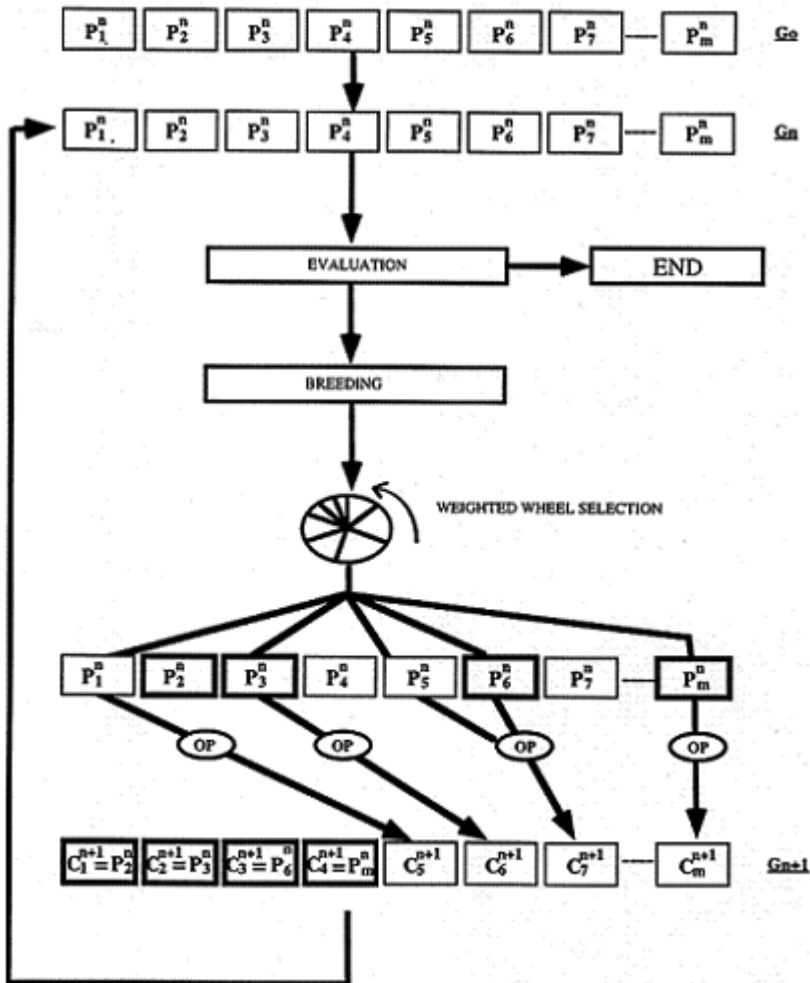 P₁ⁿ P₂ⁿ P₃ⁿ P₄ⁿ P₅ⁿ P₆ⁿ P₇ⁿ Pₘⁿ Go
P₁ⁿ P₂ⁿ P₃ⁿ P₄ⁿ P₅ⁿ P₆ⁿ P₇ⁿ Pₘⁿ Gn
EVALUATION END
BREEDING
WEIGHTED WHEEL SELECTION
P₁ⁿ P₂ⁿ P₃ⁿ P₄ⁿ P₅ⁿ P₆ⁿ P₇ⁿ Pₘⁿ
OP OP OP OP
C₁ⁿ⁺¹=P₂ⁿ C₂ⁿ⁺¹=P₃ⁿ C₃ⁿ⁺¹=P₆ⁿ C₄ⁿ⁺¹=Pₘⁿ C₅ⁿ⁺¹ C₆ⁿ⁺¹ C₇ⁿ⁺¹ Cₘⁿ⁺¹ Gn+1